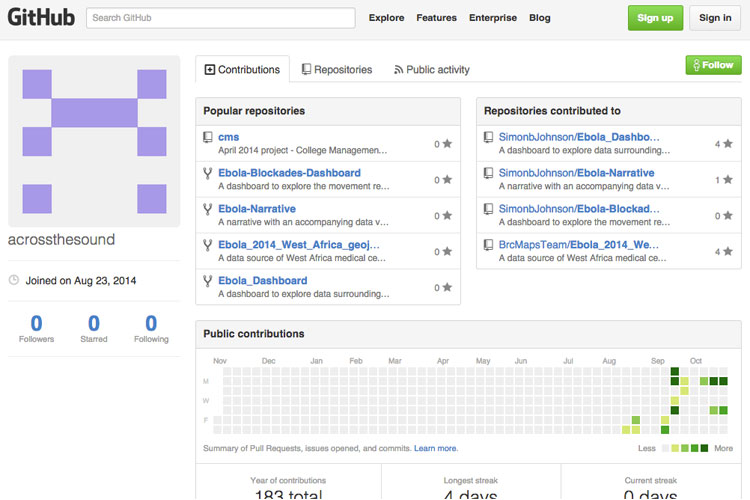 GitHub
Search GitHub
Explore Features Enterprise Blog
Sign up
Sign in
Contributions
Repositories
Public activity
Follow
acrossthesound
Joined on Aug 23, 2014
0 0 0
Followers Starred Following
Popular repositories
cms
April 2014 project - College Managemen…
0
Ebola-Blockades-Dashboard
A dashboard to explore the movement re…
0
Ebola-Narrative
A narrative with an accompanying data v…
0
Ebola_2014_West_Africa_geoj…
A data source of West Africa medical ce…
0
Ebola_Dashboard
A dashboard to explore data surrounding…
0
Repositories contributed to
SimonbJohnson/Ebola_Dashbo…
A dashboard to explore data surrounding…
4
SimonbJohnson/Ebola-Narrative
A narrative with an accompanying data v…
1
SimonbJohnson/Ebola-Blockad…
A dashboard to explore the movement re…
0
BrcMapsTeam/Ebola_2014_We…
A data source of West Africa medical ce…
4
Public contributions
Nov Dec Jan Feb Mar Apr May Jun Jul Aug Sep Oct
M
W
F
Summary of Pull Requests, issues opened, and commits. Learn more.
Less More
Year of contributions
183 total
Longest streak
4 days
Current streak
0 days